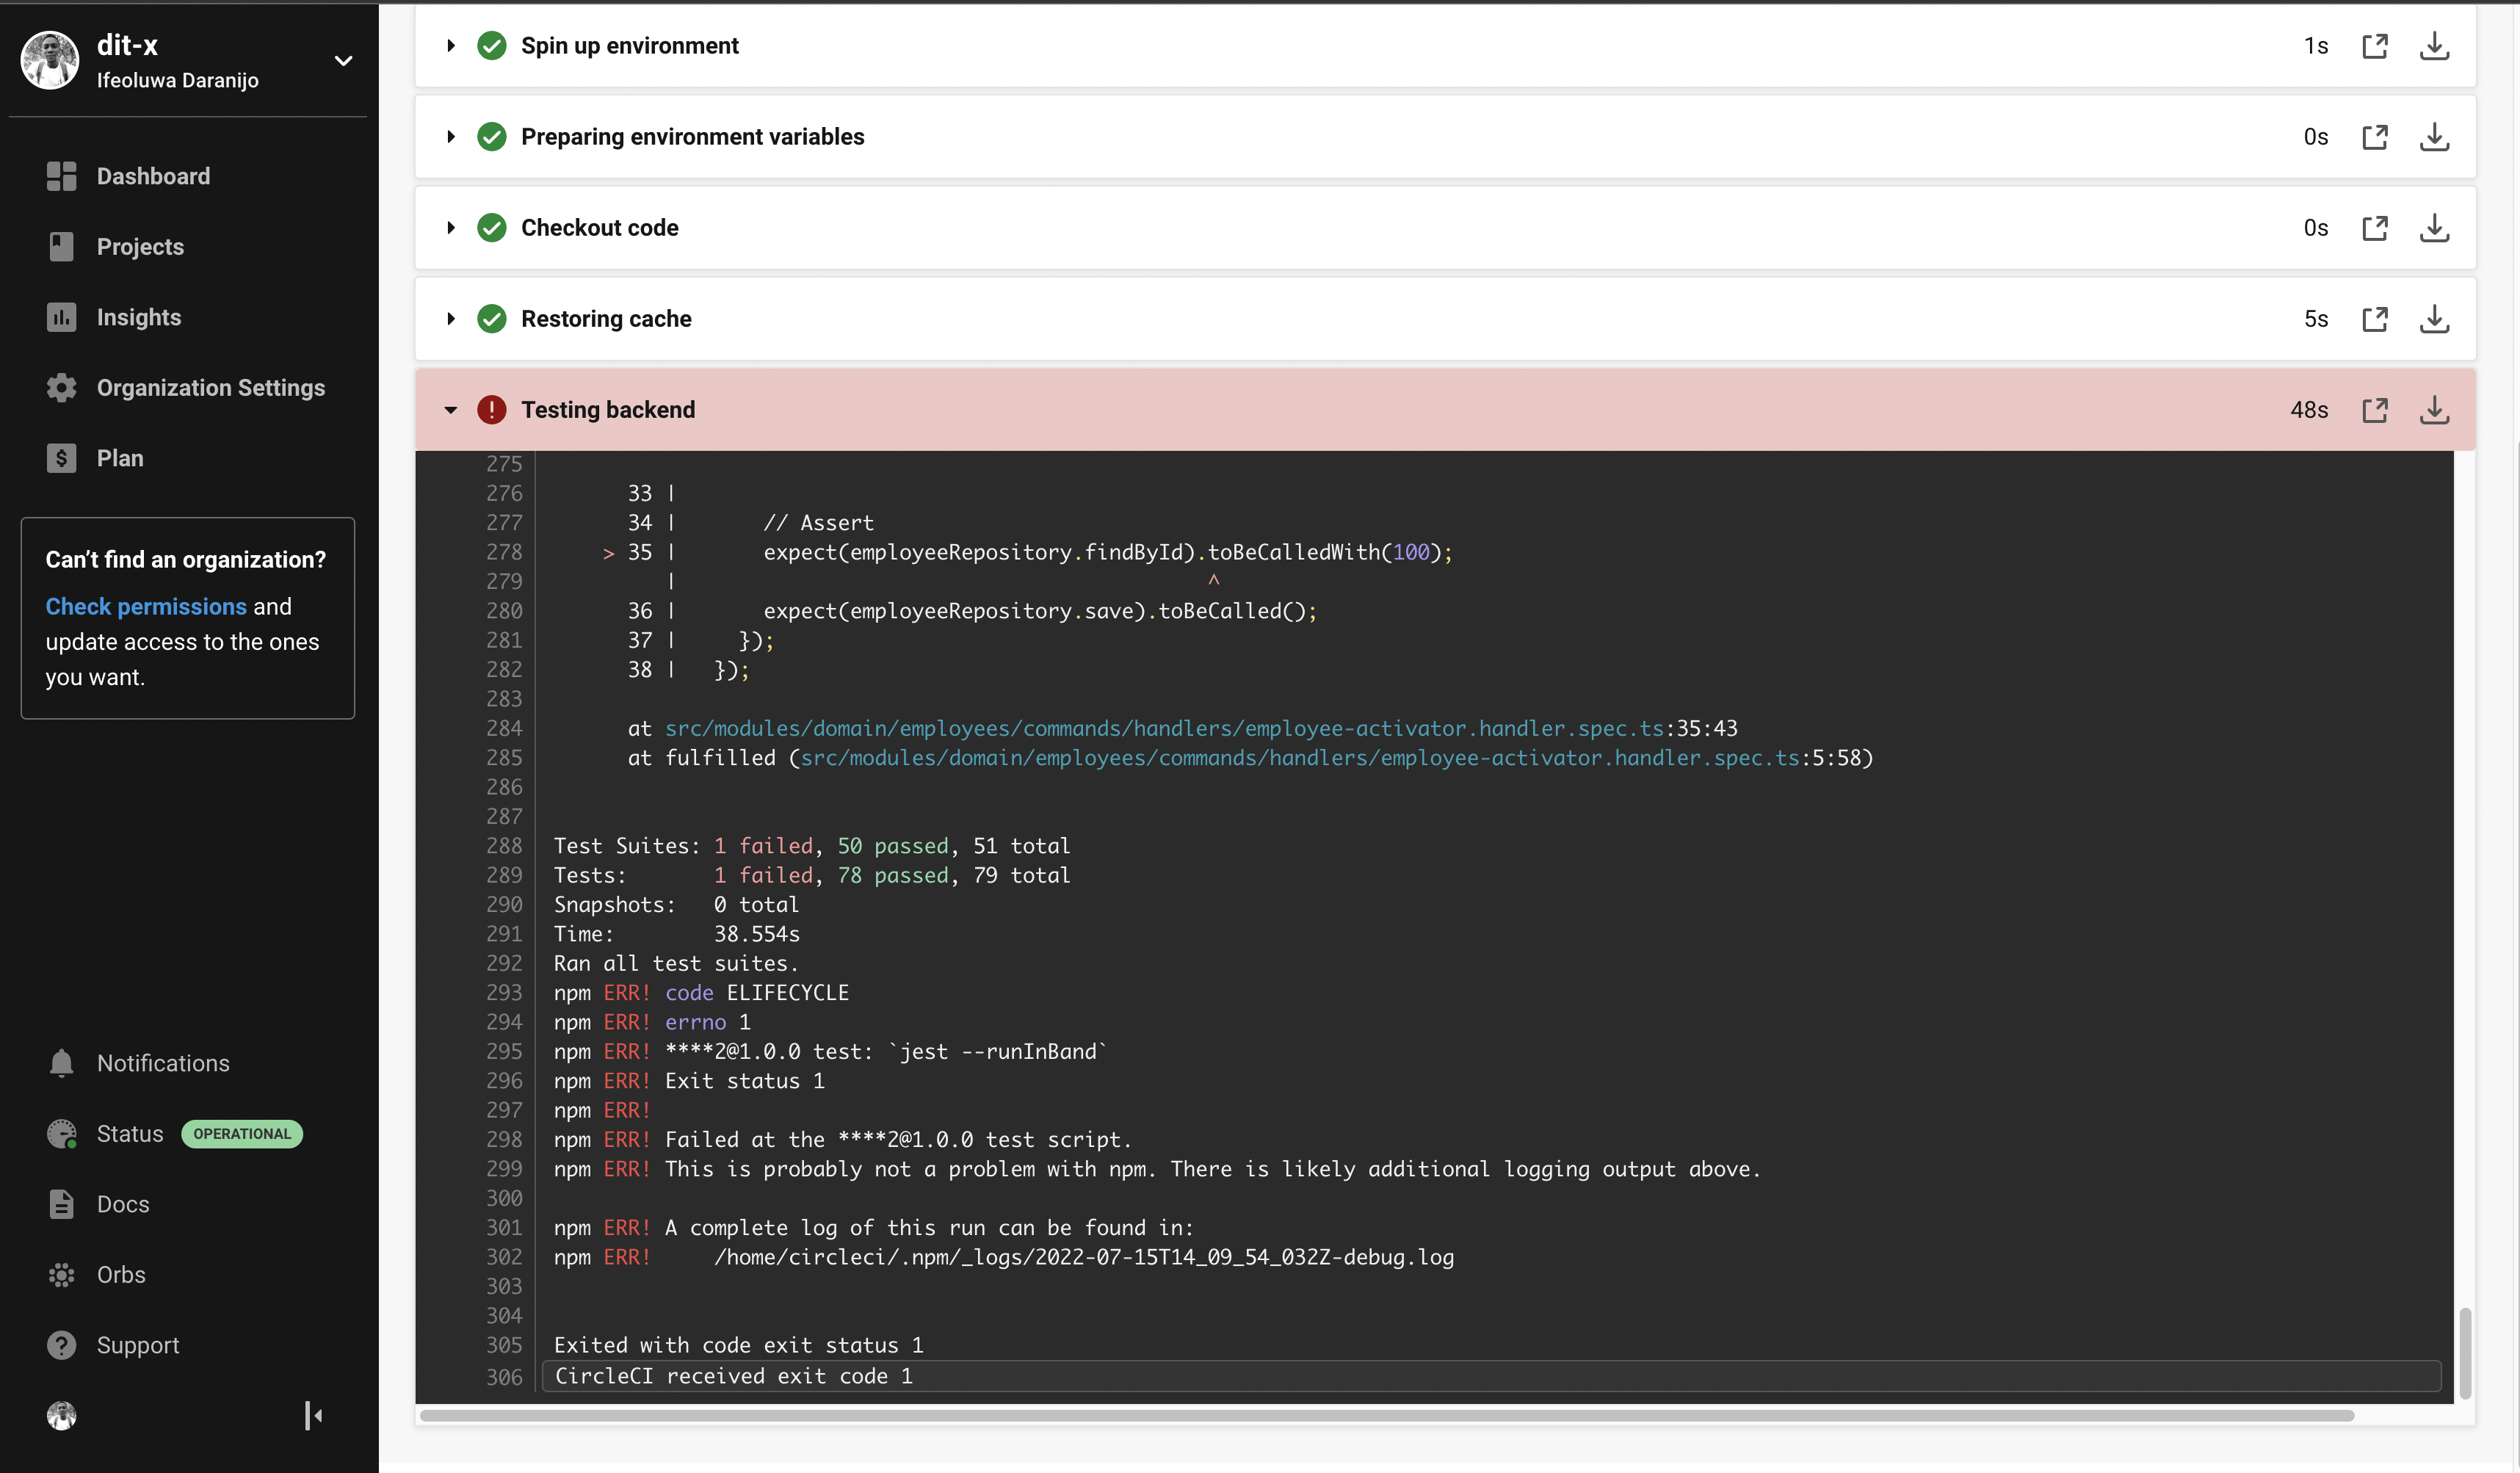 dit-x
Ifeoluwa Daranijo
Dashboard
Projects
Insights
Organization Settings
Plan
Can't find an organization?
Check permissions and
update access to the ones
you want.
Notifications
Status OPERATIONAL
Docs
Orbs
Support
Spin up environment 1s
Preparing environment variables 0s
Checkout code 0s
Restoring cache 5s
Testing backend 48s
275
276 33 |
277 34 | // Assert
278 > 35 | expect(employeeRepository.findById).toBeCalledWith(100);
279 | ^
280 36 | expect(employeeRepository.save).toBeCalled();
281 37 | });
282 38 | });
283
284 at src/modules/domain/employees/commands/handlers/employee-activator.handler.spec.ts:35:43
285 at fulfilled (src/modules/domain/employees/commands/handlers/employee-activator.handler.spec.ts:5:58)
286
287
288 Test Suites: 1 failed, 50 passed, 51 total
289 Tests: 1 failed, 78 passed, 79 total
290 Snapshots: 0 total
291 Time: 38.554s
292 Ran all test suites.
293 npm ERR! code ELIFECYCLE
294 npm ERR! errno 1
295 npm ERR! ****2@1.0.0 test: `jest --runInBand`
296 npm ERR! Exit status 1
297 npm ERR!
298 npm ERR! Failed at the ****2@1.0.0 test script.
299 npm ERR! This is probably not a problem with npm. There is likely additional logging output above.
300
301 npm ERR! A complete log of this run can be found in:
302 npm ERR! /home/circleci/.npm/_logs/2022-07-15T14_09_54_032Z-debug.log
303
304
305 Exited with code exit status 1
306 CircleCI received exit code 1